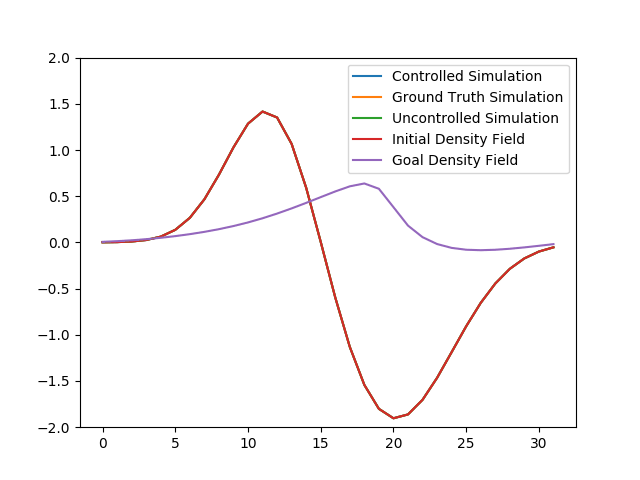 2.0
1.5
1.0
0.5
0.0
−0.5
−1.0
−1.5
−2.0
0 5 10 15 20 25 30
Controlled Simulation
Ground Truth Simulation
Uncontrolled Simulation
Initial Density Field
Goal Density Field